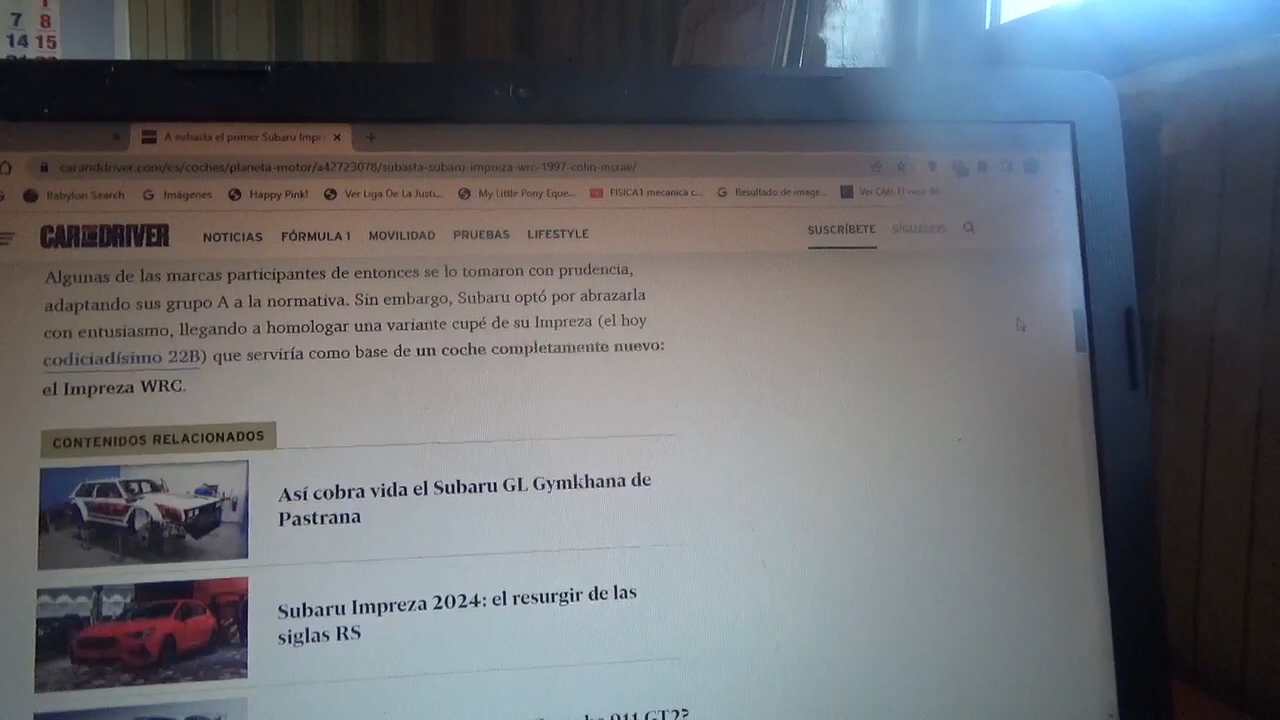 1
7 8
14 15
A subasta el primer Subaru Impr
caranddriver.com/es/coches/planeta-motor/a42723078/subasta-subaru-impreza-wrc-1997-colin-mcrae/
Babylon Search Imágenes Happy Pink! Ver Liga De La Justi... My Little Pony Eque... FISICA1 mecanica c... Resultado de image... Ver Olé!
CAR AND DRIVER NOTICIAS FÓRMULA 1 MOVILIDAD PRUEBAS LIFESTYLE SUSCRÍBETE SÍGUENOS
Algunas de las marcas participantes de entonces se lo tomaron con prudencia,
adaptando sus grupo A a la normativa. Sin embargo, Subaru optó por abrazarla
con entusiasmo, llegando a homologar una variante cupé de su Impreza (el hoy
codiciadísimo 22B) que serviría como base de un coche completamente nuevo:
el Impreza WRC.
CONTENIDOS RELACIONADOS
Así cobra vida el Subaru GL Gymkhana de
Pastrana
Subaru Impreza 2024: el resurgir de las
siglas RS
911 GT2?